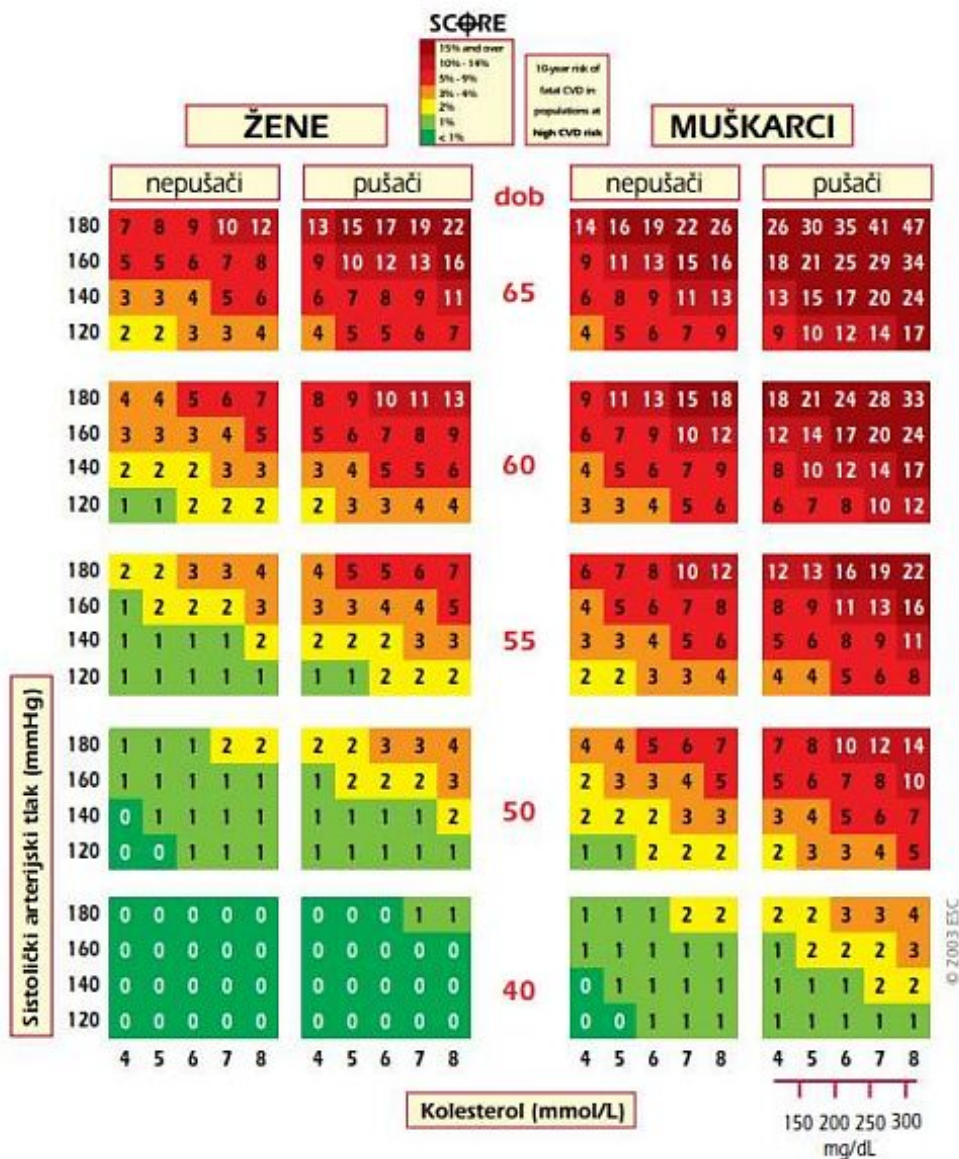 SCORE
15% and over
10% - 14%
5% - 9%
3% - 4%
2%
1%
< 1%
10-year risk of
fatal CVD in
populations at
high CVD risk
ŽENE
MUŠKARCI
nepušači
pušači
dob
nepušači
pušači
180 7 8 9 10 12 13 15 17 19 22 14 16 19 22 26 26 30 35 41 47
160 5 5 6 7 8 9 10 12 13 16 9 11 13 15 16 18 21 25 29 34
65
140 3 3 4 5 6 6 7 8 9 11 6 8 9 11 13 13 15 17 20 24
120 2 2 3 3 4 4 5 5 6 7 4 5 6 7 9 9 10 12 14 17
180 4 4 5 6 7 8 9 10 11 13 9 11 13 15 18 18 21 24 28 33
160 3 3 3 4 5 5 6 7 8 9 6 7 9 10 12 12 14 17 20 24
60
140 2 2 2 3 3 3 4 5 5 6 4 5 6 7 9 8 10 12 14 17
120 1 1 2 2 2 2 3 3 4 4 3 3 4 5 6 6 7 8 10 12
180 2 2 3 3 4 4 5 5 6 7 6 7 8 10 12 12 13 16 19 22
160 1 2 2 2 3 3 3 4 4 5 4 5 6 7 8 8 9 11 13 16
55
140 1 1 1 1 2 2 2 2 3 3 3 3 4 5 6 5 6 8 9 11
120 1 1 1 1 1 1 1 2 2 2 2 2 3 3 4 4 4 5 6 8
180 1 1 1 2 2 2 2 3 3 4 4 4 5 6 7 7 8 10 12 14
160 1 1 1 1 1 1 2 2 2 3 2 3 3 4 5 5 6 7 8 10
50
140 0 1 1 1 1 1 1 1 1 2 2 2 2 3 3 3 4 5 6 7
120 0 0 1 1 1 1 1 1 1 1 1 1 2 2 2 2 3 3 4 5
180 0 0 0 0 0 0 0 0 1 1 1 1 1 2 2 2 2 3 3 4
160 0 0 0 0 0 0 0 0 0 0 1 1 1 1 1 1 2 2 2 3
40
140 0 0 0 0 0 0 0 0 0 0 0 1 1 1 1 1 1 1 2 2
120 0 0 0 0 0 0 0 0 0 0 0 0 1 1 1 1 1 1 1 1
4 5 6 7 8 4 5 6 7 8 4 5 6 7 8 4 5 6 7 8
Sistolički arterijski tlak (mmHg)
Kolesterol (mmol/L)
150 200 250 300
mg/dL
© 2003 ESC